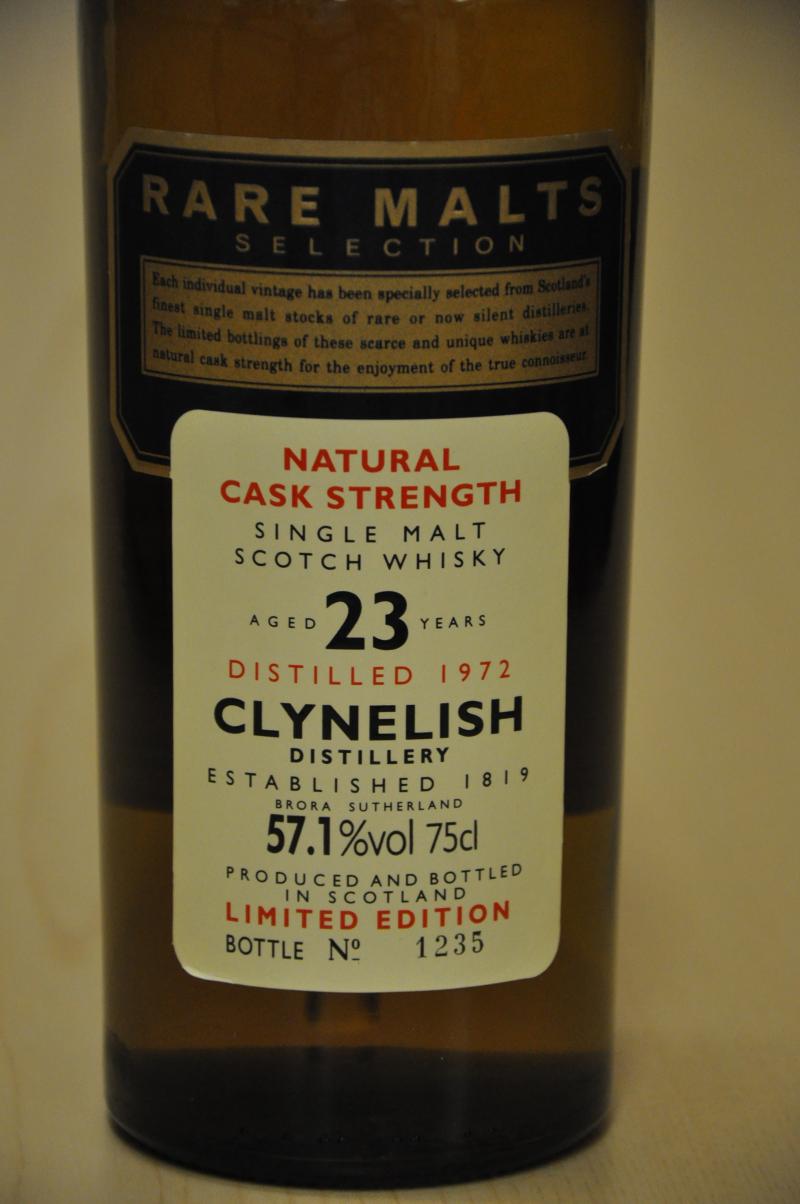 RARE MALTS
SELECTION
Each individual vintage has been specially selected from Scotland's
finest single malt stocks of rare or now silent distilleries.
The limited bottlings of these scarce and unique whiskies are at
natural cask strength for the enjoyment of the true connoisseur.
NATURAL
CASK STRENGTH
SINGLE MALT
SCOTCH WHISKY
AGED 23 YEARS
DISTILLED 1972
CLYNELISH
DISTILLERY
ESTABLISHED 1819
BRORA SUTHERLAND
57.1%vol 75cl
PRODUCED AND BOTTLED
IN SCOTLAND
LIMITED EDITION
BOTTLE Nº 1235